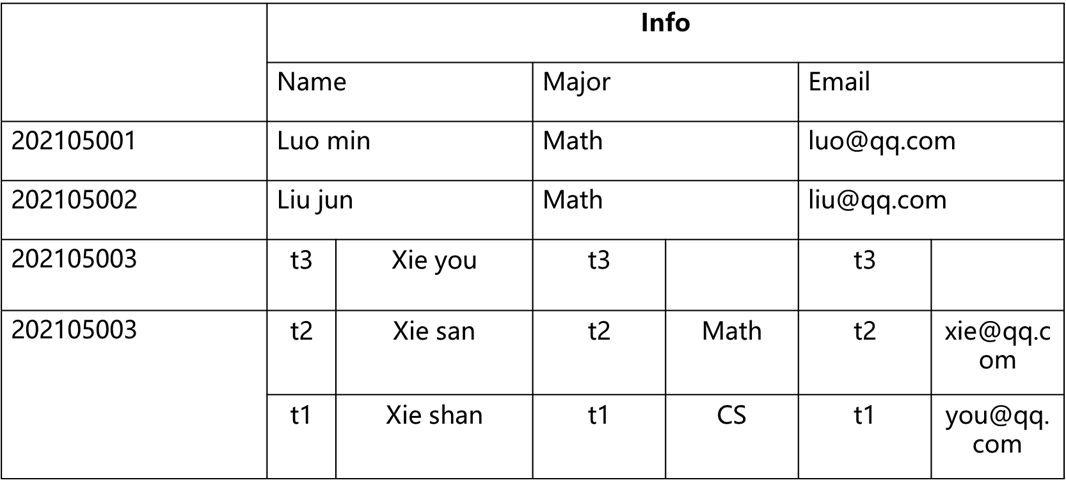 Info
Name Major Email
202105001 Luo min Math luo@qq.com
202105002 Liu jun Math liu@qq.com
202105003 t3 Xie you t3 t3
202105003 t2 Xie san t2 Math t2 xie@qq.c
om
t1 Xie shan t1 CS t1 you@qq.
com